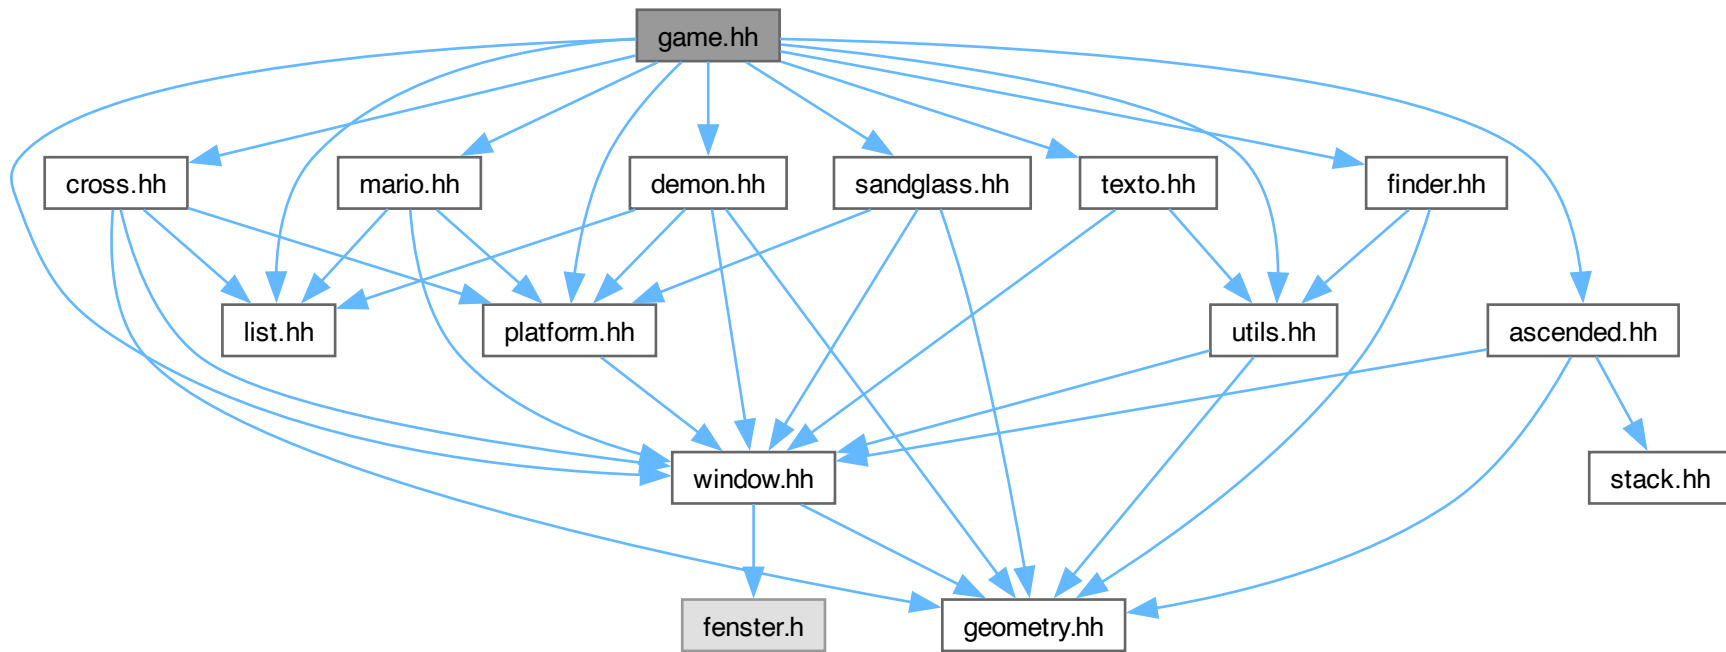 game.hh
cross.hh
mario.hh
demon.hh
sandglass.hh
texto.hh
finder.hh
list.hh
platform.hh
utils.hh
ascended.hh
window.hh
stack.hh
fenster.h
geometry.hh